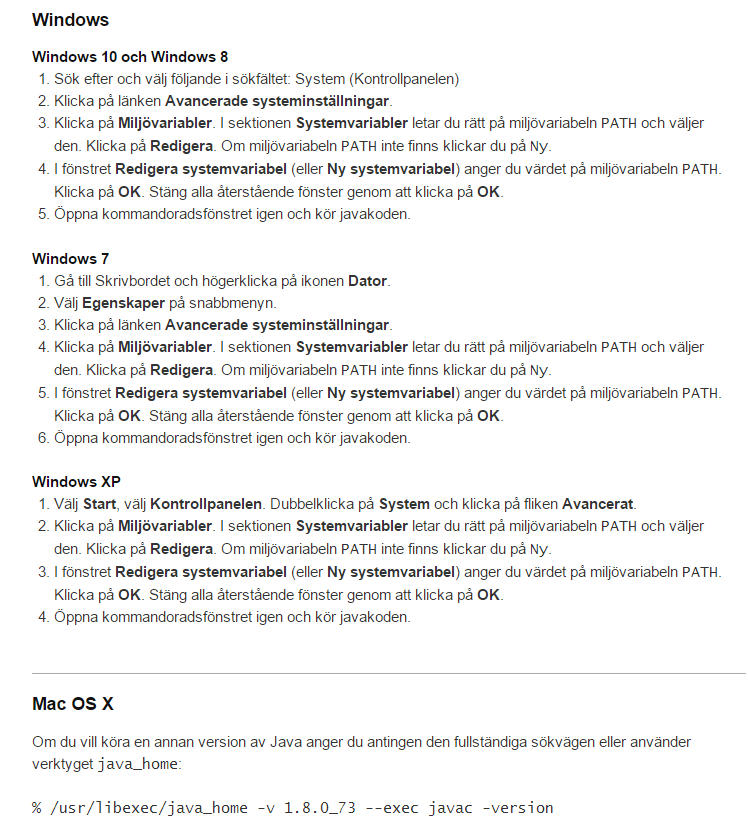 Windows
Windows 10 och Windows 8
1. Sök efter och välj följande i sökfältet: System (Kontrollpanelen)
2. Klicka på länken Avancerade systeminställningar.
3. Klicka på Miljövariabler. I sektionen Systemvariabler letar du rätt på miljövariabeln PATH och väljer
den. Klicka på Redigera. Om miljövariabeln PATH inte finns klickar du på Ny.
4. I fönstret Redigera systemvariabel (eller Ny systemvariabel) anger du värdet på miljövariabeln PATH.
Klicka på OK. Stäng alla återstående fönster genom att klicka på OK.
5. Öppna kommandoradsfönstret igen och kör javakoden.
Windows 7
1. Gå till Skrivbordet och högerklicka på ikonen Dator.
2. Välj Egenskaper på snabbmenyn.
3. Klicka på länken Avancerade systeminställningar.
4. Klicka på Miljövariabler. I sektionen Systemvariabler letar du rätt på miljövariabeln PATH och väljer
den. Klicka på Redigera. Om miljövariabeln PATH inte finns klickar du på Ny.
5. I fönstret Redigera systemvariabel (eller Ny systemvariabel) anger du värdet på miljövariabeln PATH.
Klicka på OK. Stäng alla återstående fönster genom att klicka på OK.
6. Öppna kommandoradsfönstret igen och kör javakoden.
Windows XP
1. Välj Start, välj Kontrollpanelen. Dubbelklicka på System och klicka på fliken Avancerat.
2. Klicka på Miljövariabler. I sektionen Systemvariabler letar du rätt på miljövariabeln PATH och väljer
den. Klicka på Redigera. Om miljövariabeln PATH inte finns klickar du på Ny.
3. I fönstret Redigera systemvariabel (eller Ny systemvariabel) anger du värdet på miljövariabeln PATH.
Klicka på OK. Stäng alla återstående fönster genom att klicka på OK.
4. Öppna kommandoradsfönstret igen och kör javakoden.
Mac OS X
Om du vill köra en annan version av Java anger du antingen den fullständiga sökvägen eller använder
verktyget java_home:
% /usr/libexec/java_home -v 1.8.0_73 --exec javac -version